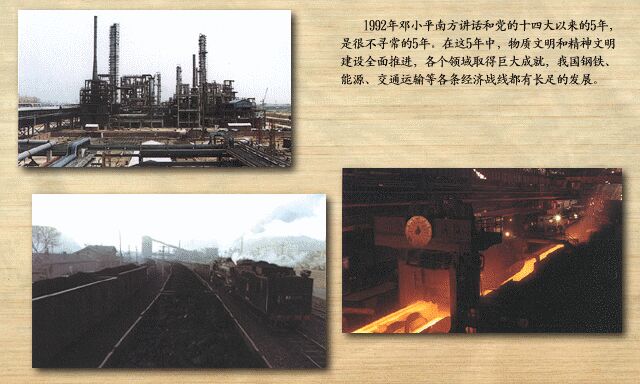 1992年邓小平南方讲话和党的十四大以来的5年，
是很不寻常的5年。在这5年中，物质文明和精神文明
建设全面推进，各个领域取得巨大成就，我国钢铁、
能源、交通运输等各条经济战线都有长足的发展。